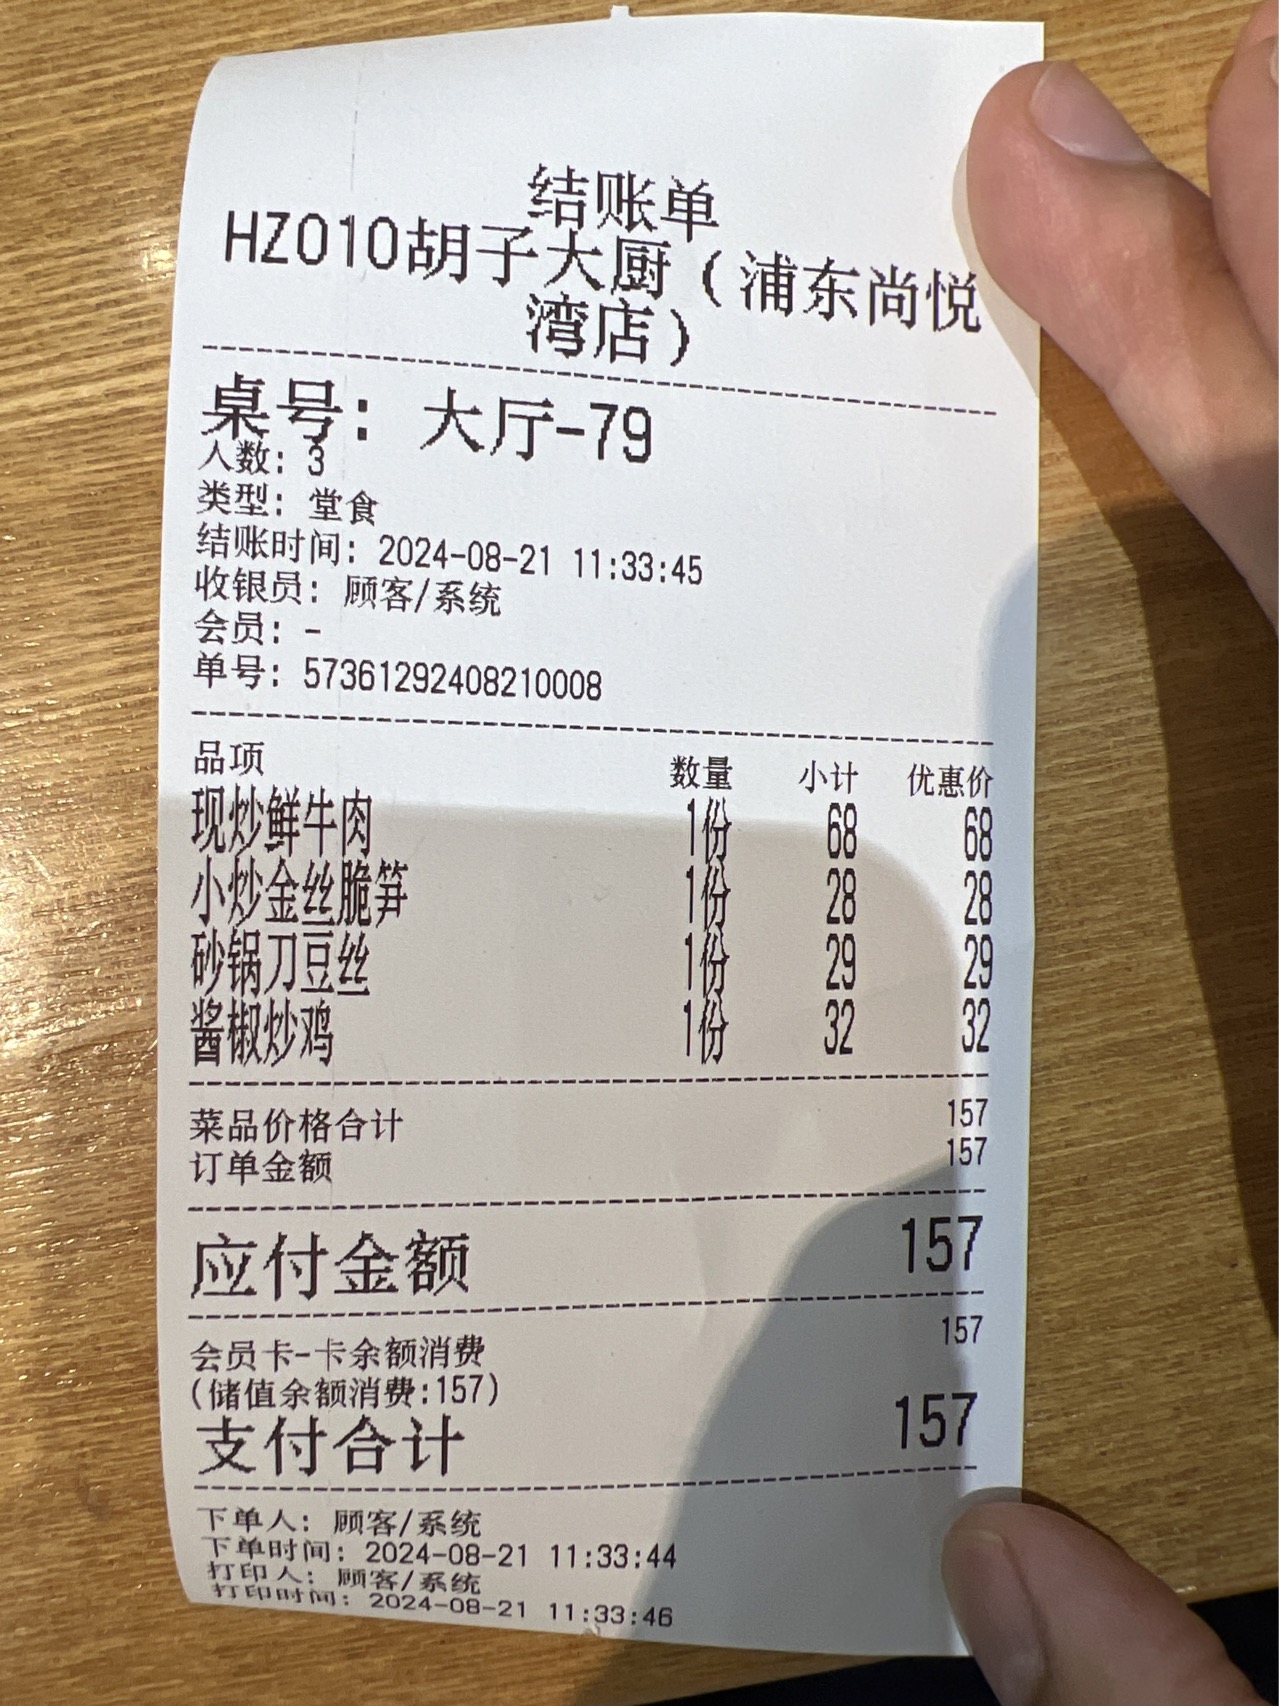 结账单
HZ010胡子大厨（浦东尚悦
湾店）
桌号：大厅-79
人数：3
类型：堂食
结账时间：2024-08-21 11:33:45
收银员：顾客/系统
会员：-
单号：57361292408210008
品项 数量 小计 优惠价
现炒鲜牛肉 1份 68 68
小炒金丝脆笋 1份 28 28
砂锅刀豆丝 1份 29 29
酱椒炒鸡 1份 32 32
菜品价格合计 157
订单金额 157
应付金额 157
会员卡-卡余额消费 157
(储值余额消费:157)
支付合计 157
下单人：顾客/系统
下单时间：2024-08-21 11:33:44
打印人：顾客/系统
打印时间：2024-08-21 11:33:46